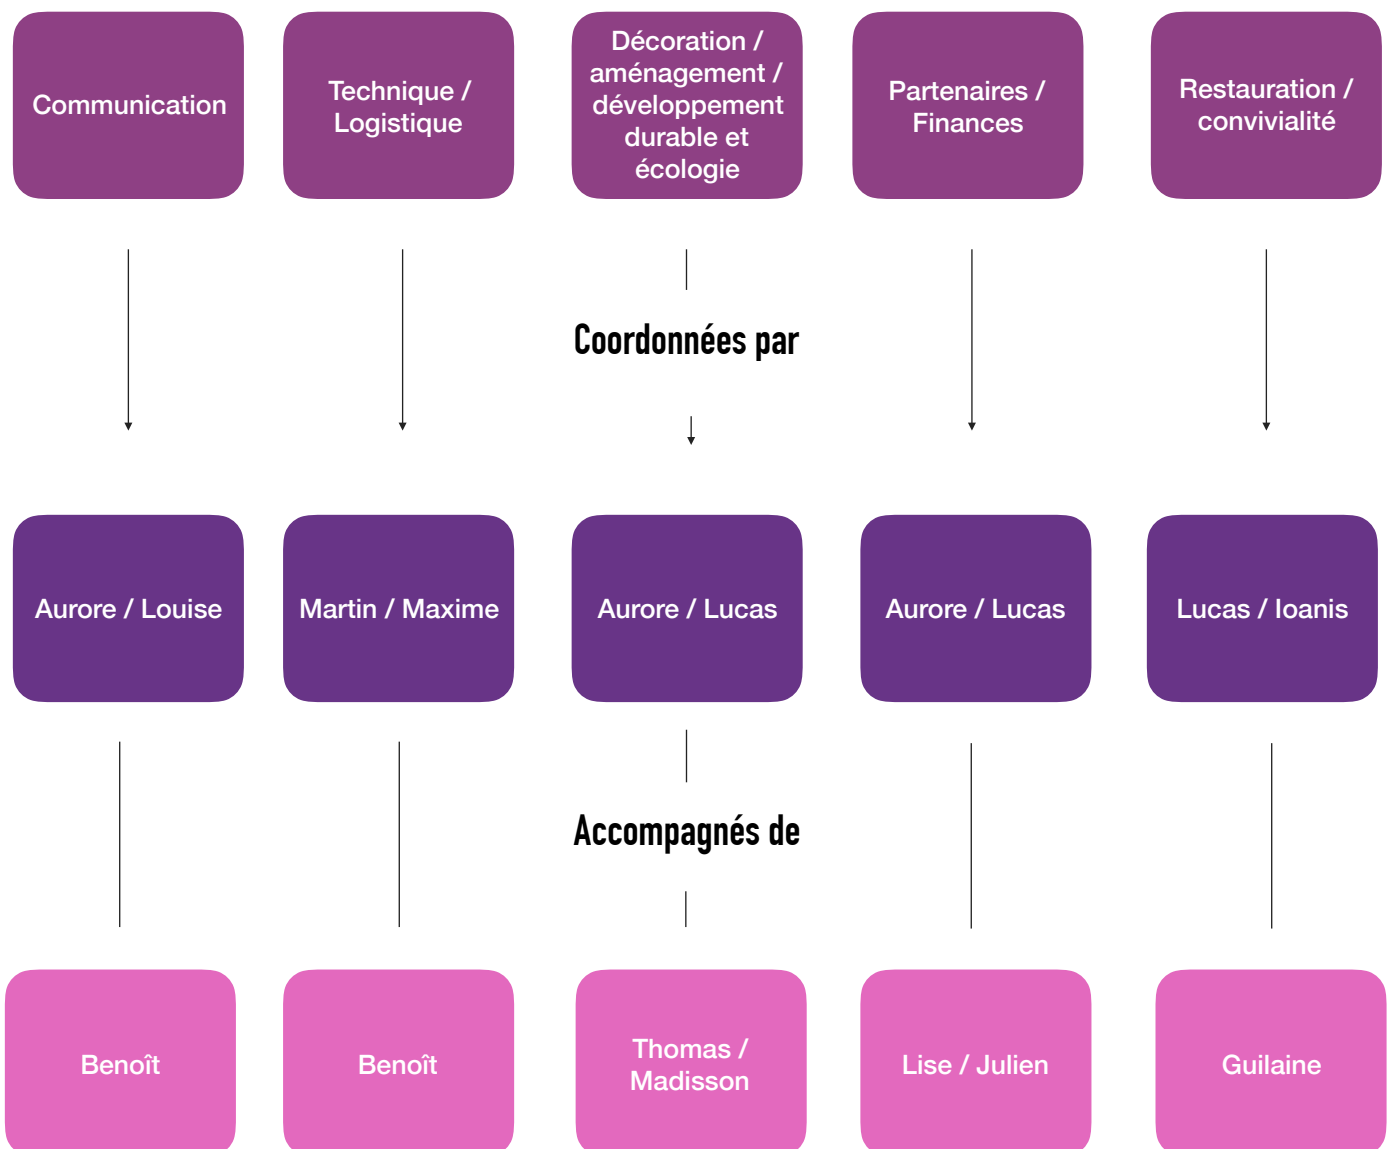 Communication
Technique /
Logistique
Décoration /
aménagement /
développement
durable et
écologie
Partenaires /
Finances
Restauration /
convivialité
Coordonnées par
Aurore / Louise
Martin / Maxime
Aurore / Lucas
Aurore / Lucas
Lucas / Ioanis
Accompagnés de
Benoît
Benoît
Thomas /
Madisson
Lise / Julien
Guilaine